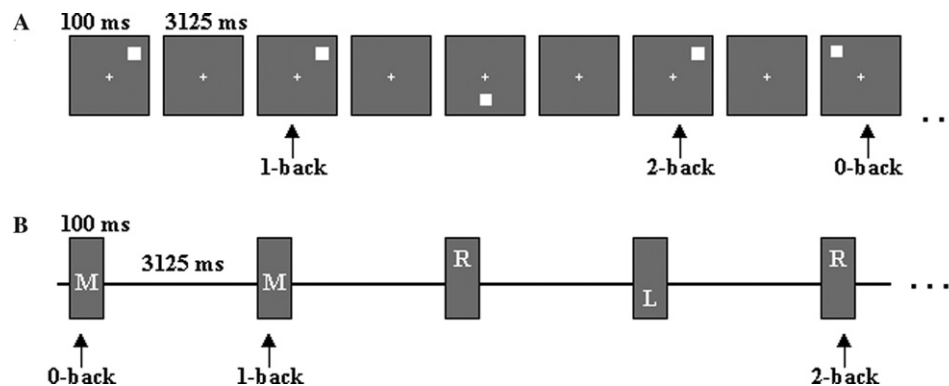 A
100 ms 3125 ms
1-back 2-back 0-back
B
100 ms
3125 ms
M M R L R
0-back 1-back 2-back